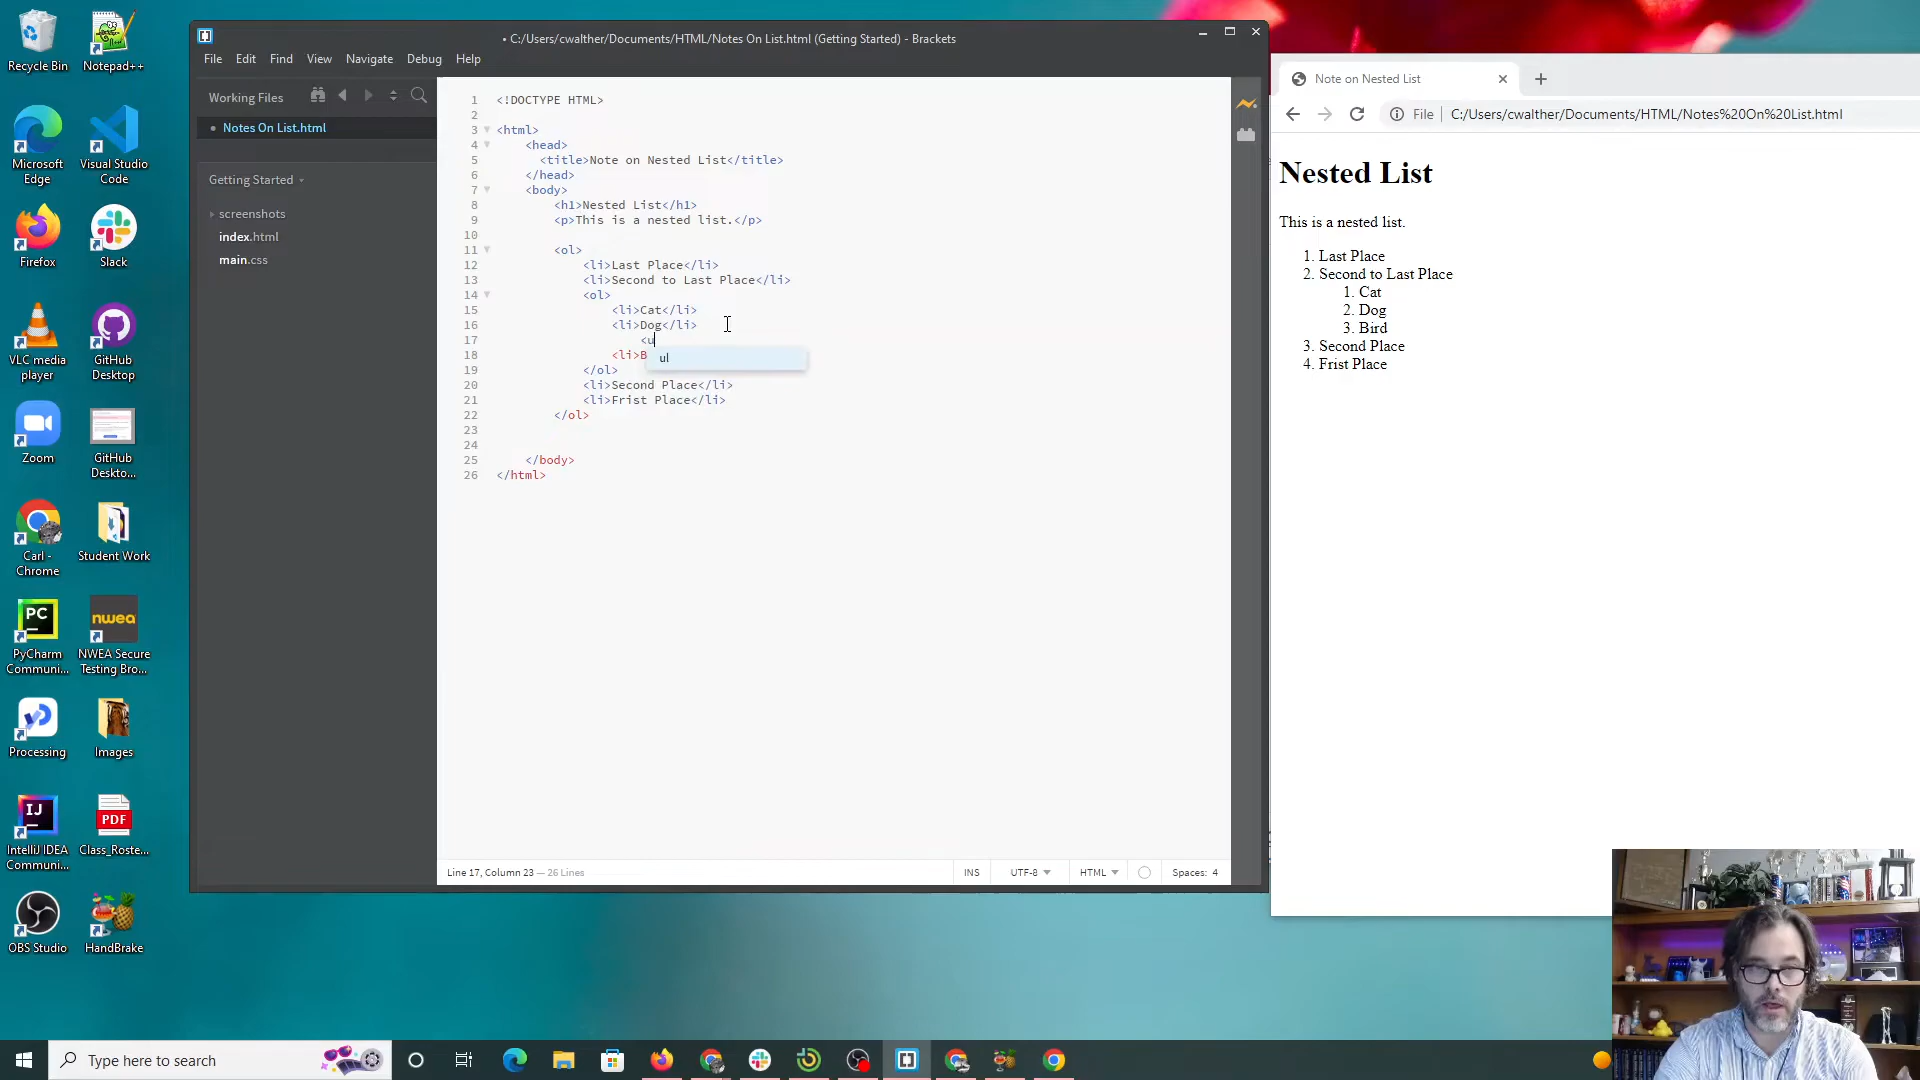 Recycle Bin
Notepad++
Microsoft
Edge
Visual Studio
Code
Firefox
Slack
VLC media
player
GitHub
Desktop
Zoom
GitHub
Deskto...
Carl -
Chrome
Student Work
PyCharm
Communi...
nwea
NWEA Secure
Testing Bro...
Processing
Images
IntelliJ IDEA
Communi...
PDF
Class_Roste...
OBS Studio
HandBrake
• C:/Users/cwalther/Documents/HTML/Notes On List.html (Getting Started) - Brackets
File Edit Find View Navigate Debug Help
Working Files
• Notes On List.html
Getting Started
screenshots
index.html
main.css
1 <!DOCTYPE HTML>
2
3 <html>
4 <head>
5 <title>Note on Nested List</title>
6 </head>
7 <body>
8 <h1>Nested List</h1>
9 <p>This is a nested list.</p>
10
11 <ol>
12 <li>Last Place</li>
13 <li>Second to Last Place</li>
14 <ol>
15 <li>Cat</li>
16 <li>Dog</li>
17 <u
18 <li>B
ul
19 </ol>
20 <li>Second Place</li>
21 <li>Frist Place</li>
22 </ol>
23
24
25 </body>
26 </html>
Line 17, Column 23 — 26 Lines
INS UTF-8 HTML Spaces: 4
Note on Nested List
File C:/Users/cwalther/Documents/HTML/Notes%20On%20List.html
Nested List
This is a nested list.
1. Last Place
2. Second to Last Place
1. Cat
2. Dog
3. Bird
3. Second Place
4. Frist Place
Type here to search